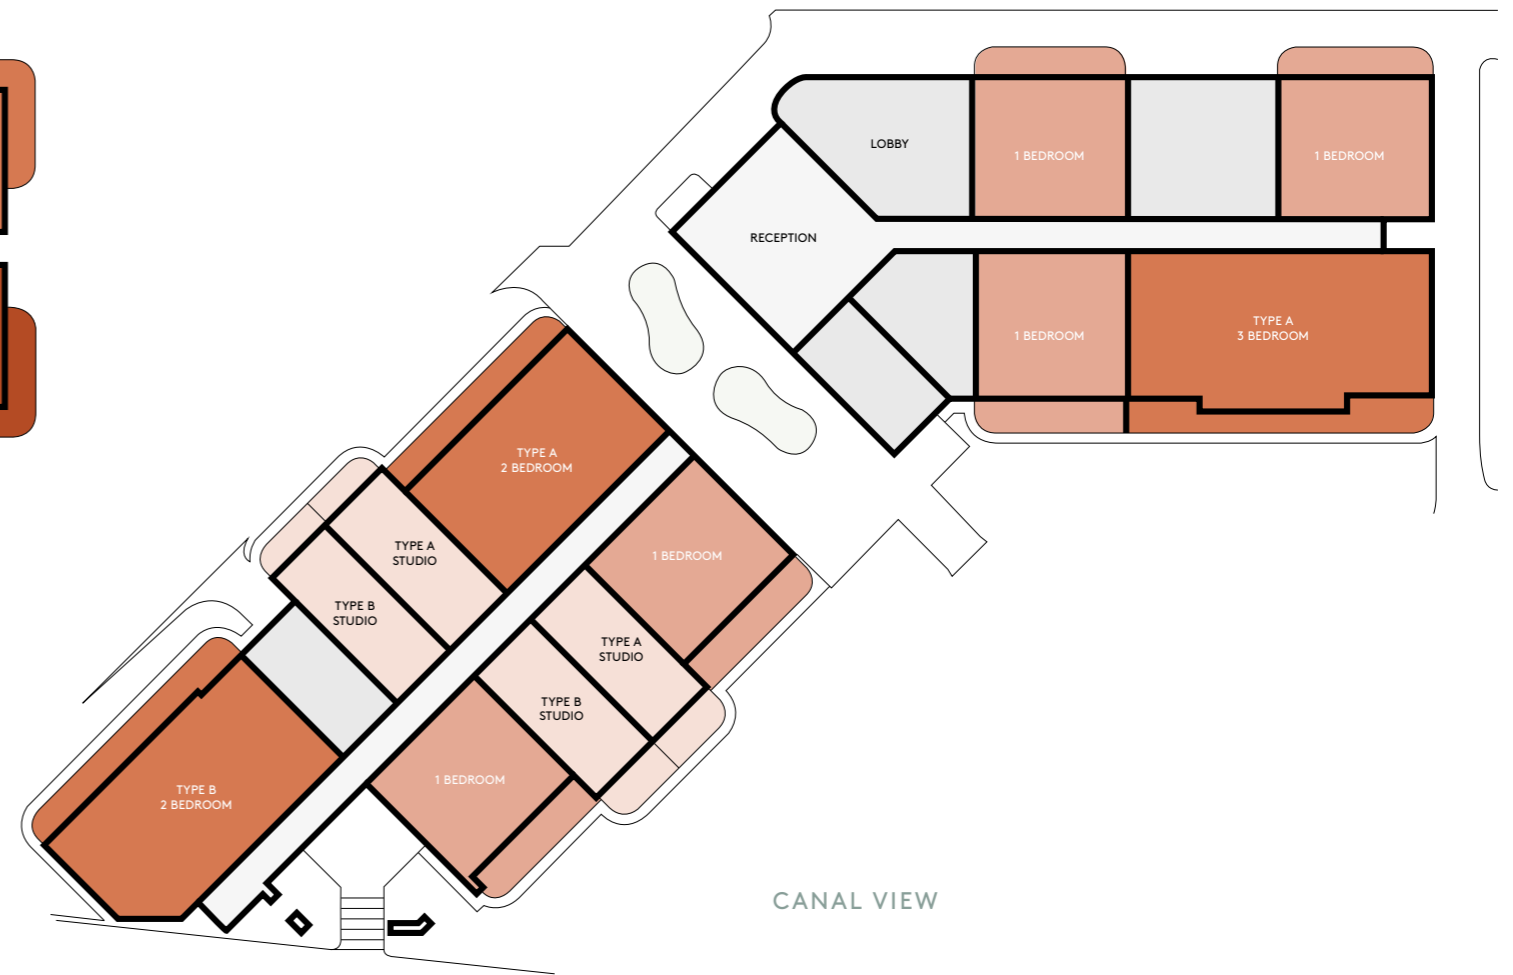 LOBBY
1 BEDROOM
1 BEDROOM
RECEPTION
1 BEDROOM
TYPE A
3 BEDROOM
TYPE A
2 BEDROOM
TYPE A
STUDIO
1 BEDROOM
TYPE B
STUDIO
TYPE A
STUDIO
TYPE B
STUDIO
1 BEDROOM
TYPE B
2 BEDROOM
CANAL VIEW